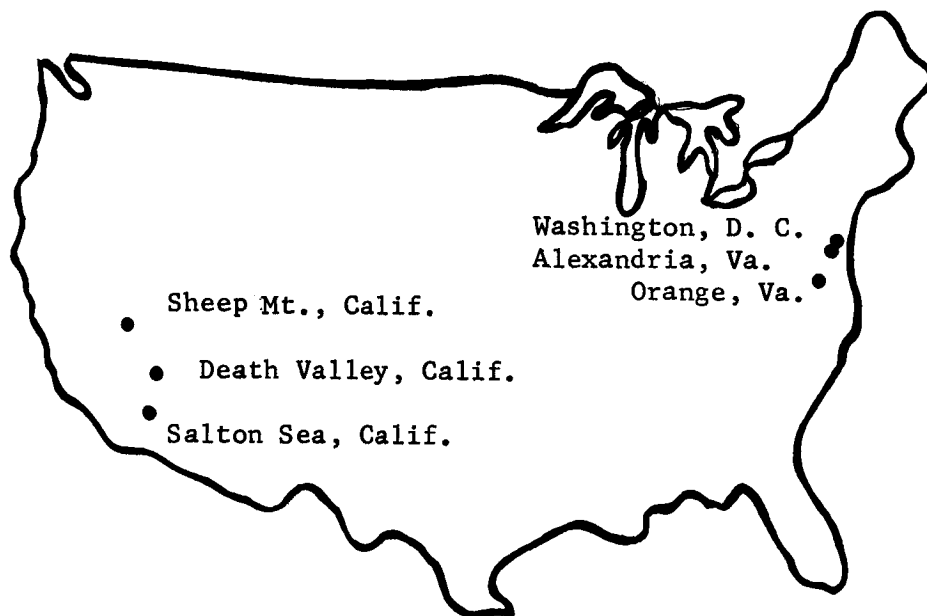 Washington, D. C.
Alexandria, Va.
Orange, Va.
Sheep Mt., Calif.
Death Valley, Calif.
Salton Sea, Calif.